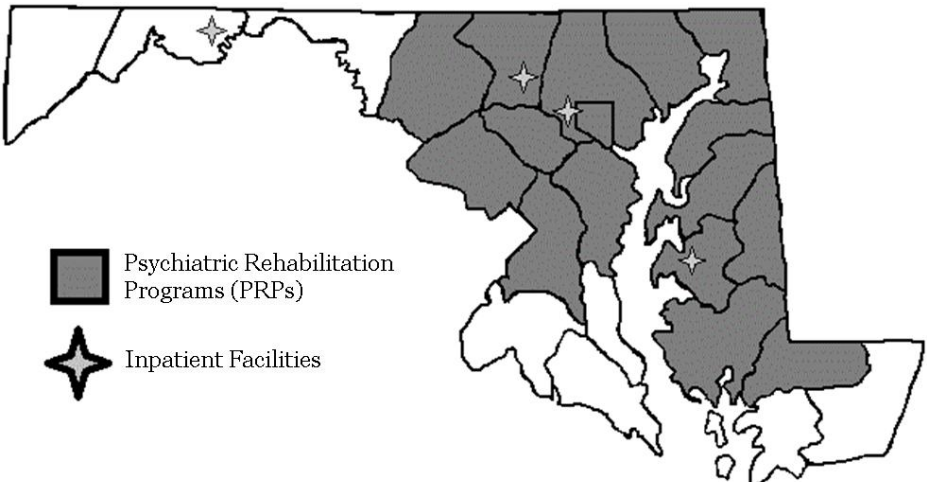 Psychiatric Rehabilitation
Programs (PRPs)
Inpatient Facilities